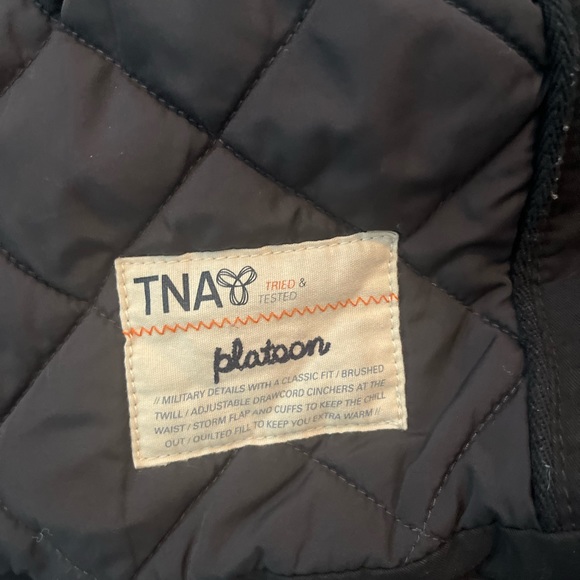 TNA TRIED &
TESTED
platoon
// MILITARY DETAILS WITH A CLASSIC FIT / BRUSHED
TWILL / ADJUSTABLE DRAWCORD CINCHERS AT THE
WAIST / STORM FLAP AND CUFFS TO KEEP THE CHILL
OUT / QUILTED FILL TO KEEP YOU EXTRA WARM //